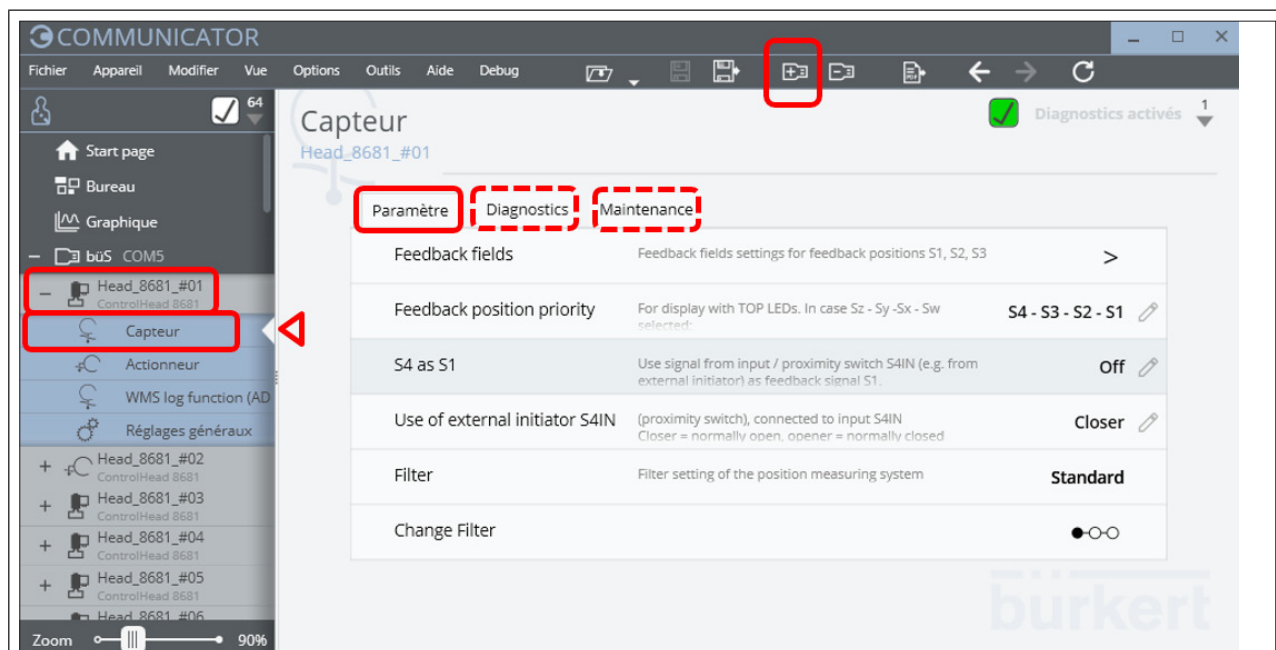 COMMUNICATOR
Fichier Appareil Modifier Vue Options Outils Aide Debug
64
Start page
Bureau
Graphique
büS COM5
Head_8681_#01
ControlHead 8681
Capteur
Actionneur
WMS log function (AD
Réglages généraux
Head_8681_#02
ControlHead 8681
Head_8681_#03
ControlHead 8681
Head_8681_#04
ControlHead 8681
Head_8681_#05
ControlHead 8681
Head_8681_#06
Zoom 90%
Capteur
Head_8681_#01
Diagnostics activés 1
Paramètre Diagnostics Maintenance
Feedback fields Feedback fields settings for feedback positions S1, S2, S3 >
Feedback position priority For display with TOP LEDs. In case Sz - Sy -Sx - Sw S4 - S3 - S2 - S1
selected:
S4 as S1 Use signal from input / proximity switch S4IN (e.g. from Off
external initiator) as feedback signal S1.
Use of external initiator S4IN (proximity switch), connected to input S4IN Closer
Closer = normally open, opener = normally closed
Filter Filter setting of the position measuring system Standard
Change Filter
bürkert